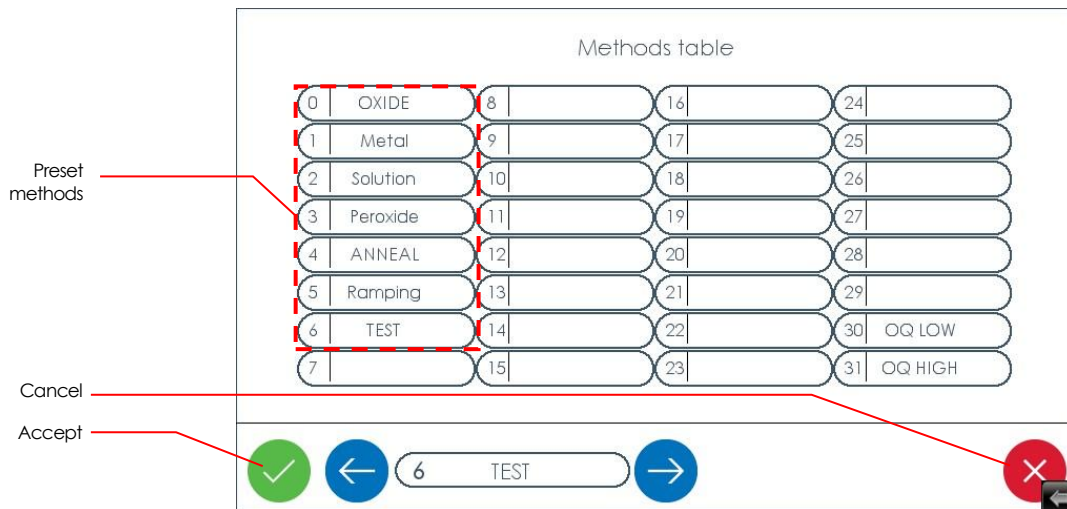 Methods table
0 OXIDE 8 16 24
1 Metal 9 17 25
2 Solution 10 18 26
3 Peroxide 11 19 27
4 ANNEAL 12 20 28
5 Ramping 13 21 29
6 TEST 14 22 30 OQ LOW
7 15 23 31 OQ HIGH
Preset
methods
Cancel
Accept
6 TEST